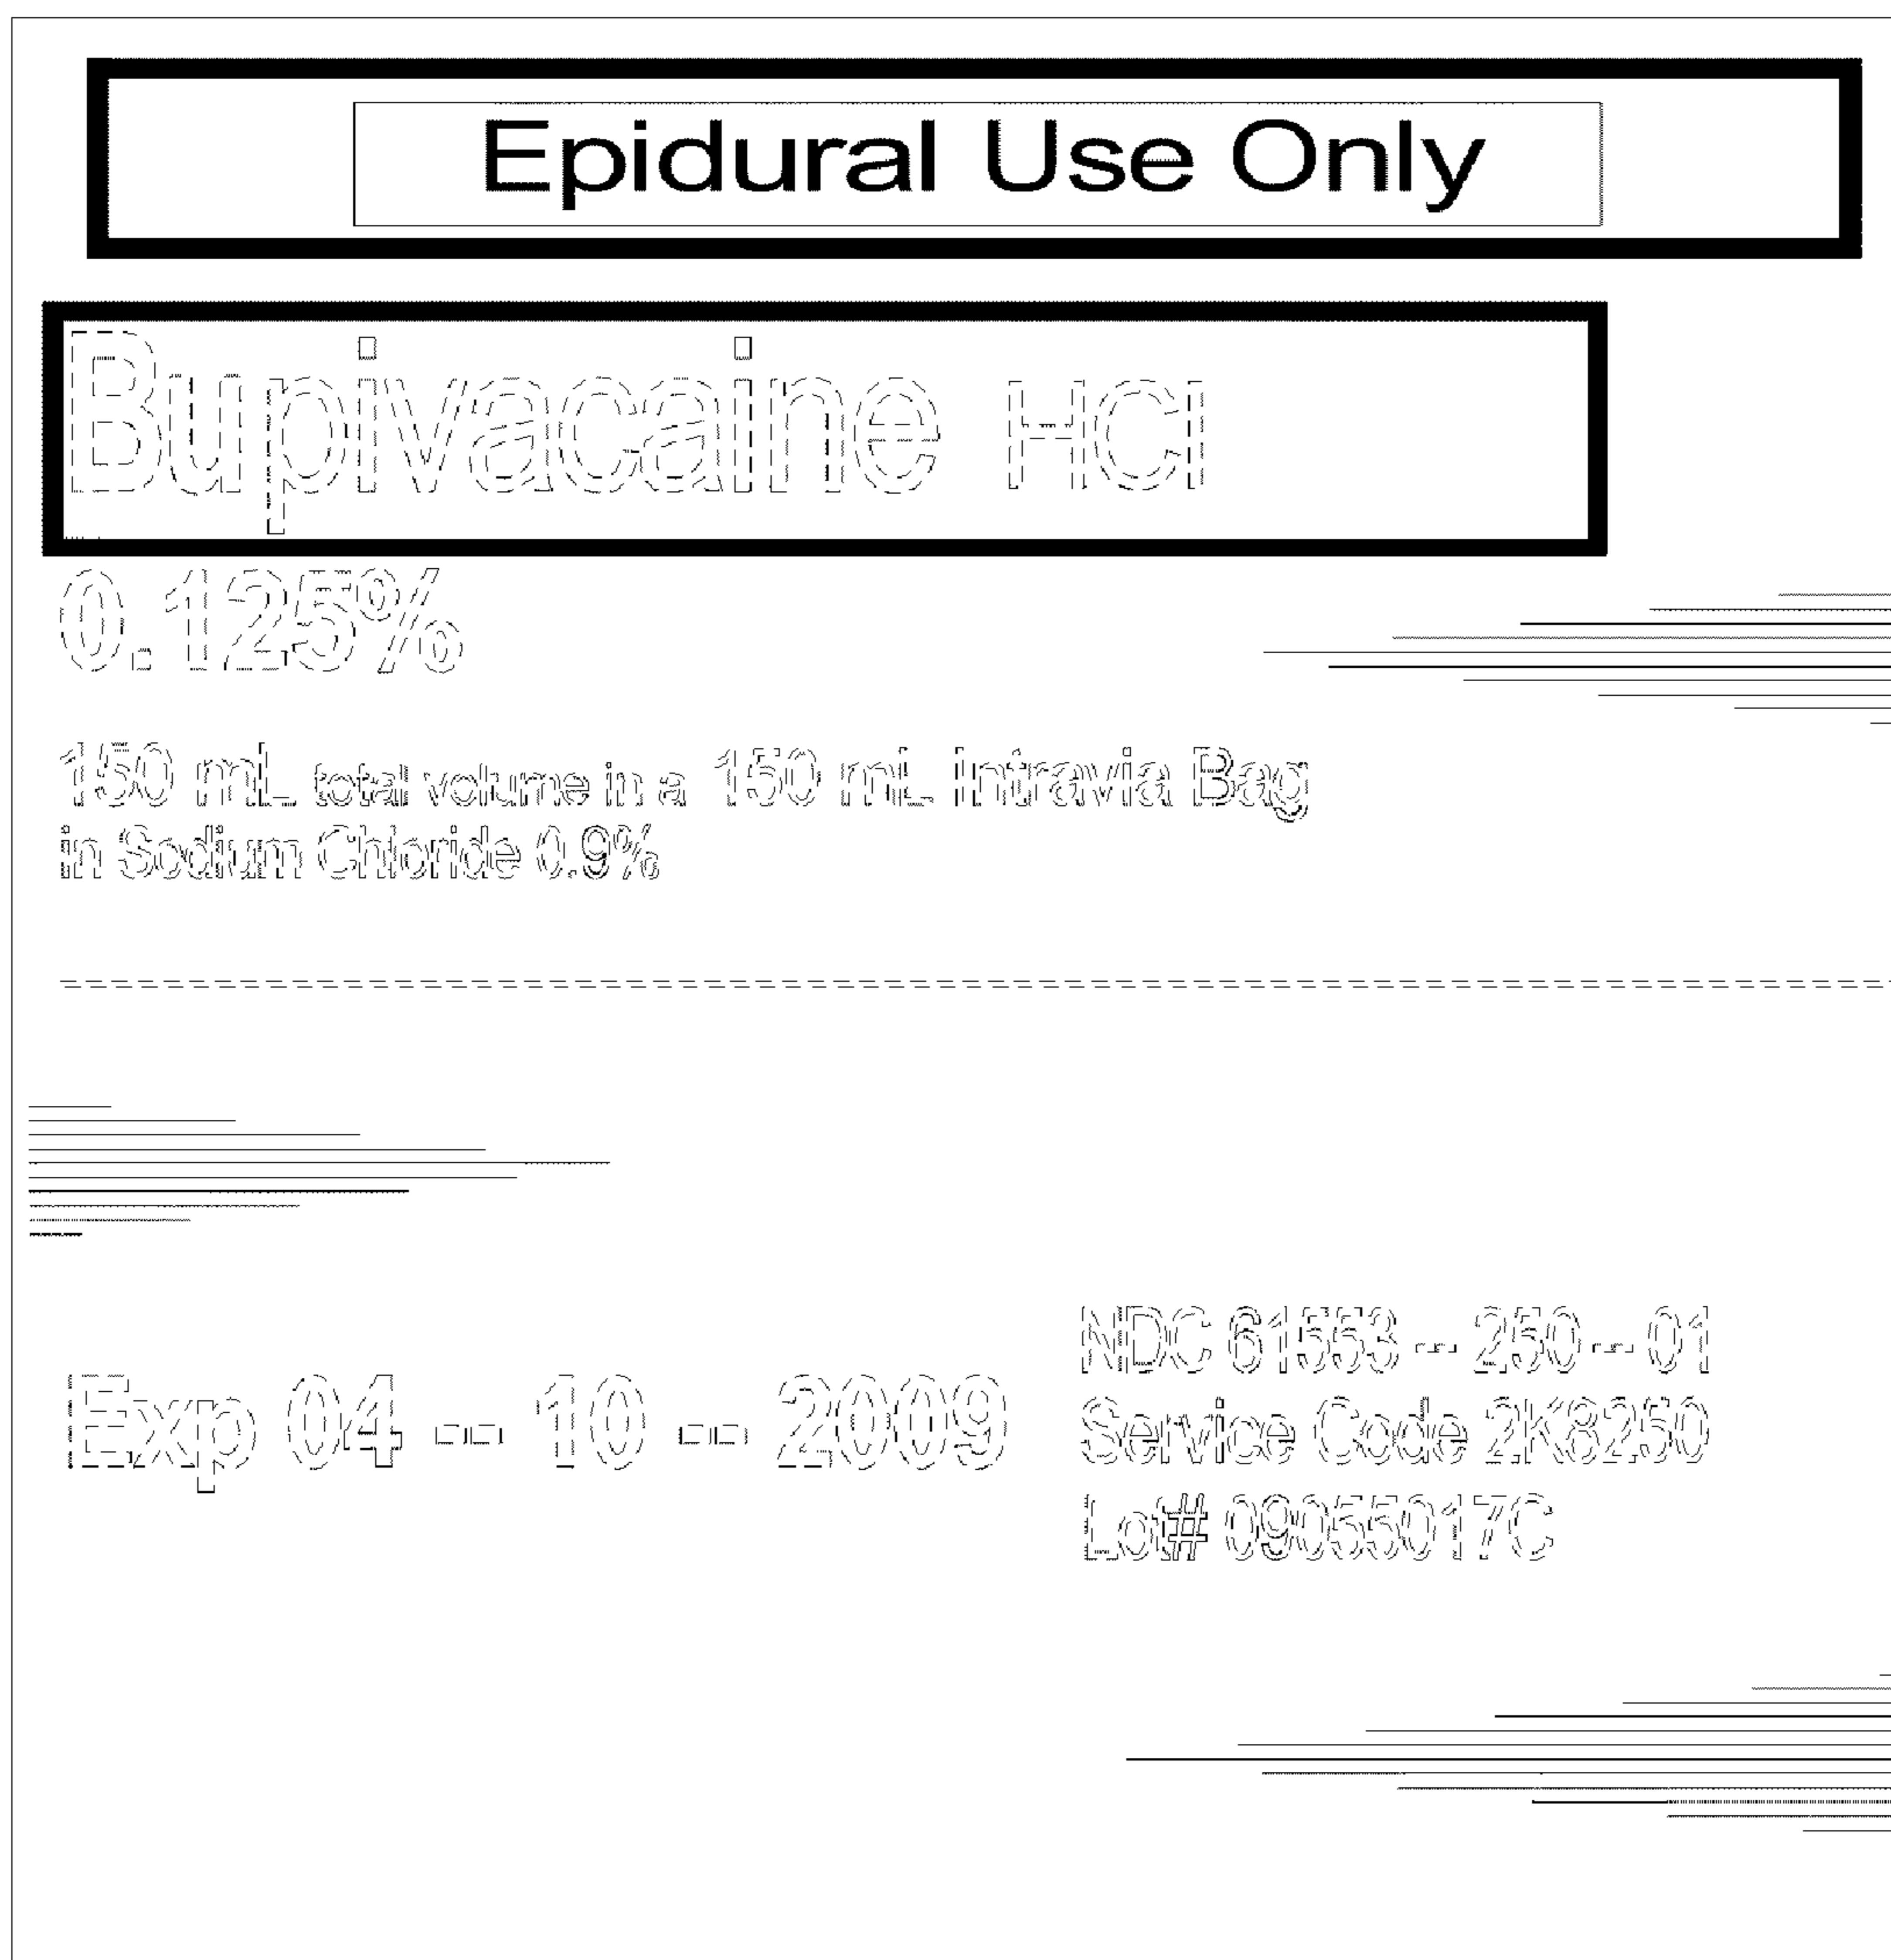 Epidural Use Only
Bupivacaine HCl
0.125%
150 mL total volume in a 150 mL Intravia Bag
in Sodium Chloride 0.9%
NDC 61553 -- 250 -- 01
Exp 04 -- 10 -- 2009
Service Code 2K8250
Lot# 09055017C